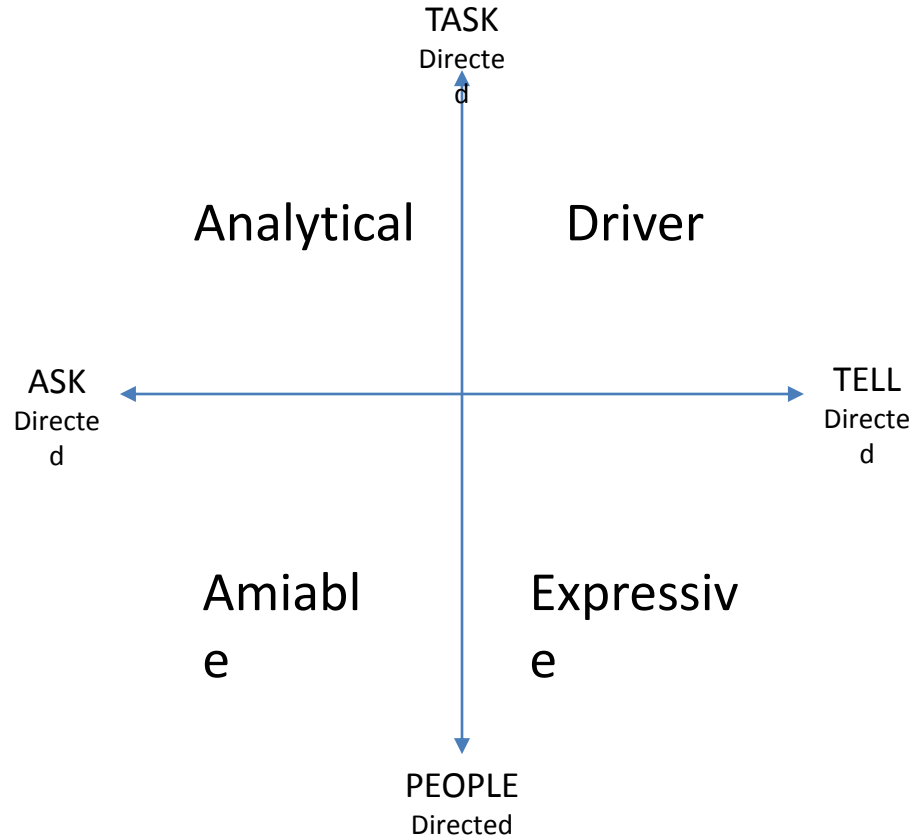 TASK
Directe
d
Analytical
Driver
ASK
Directe
d
TELL
Directe
d
Amiabl
e
Expressiv
e
PEOPLE
Directed